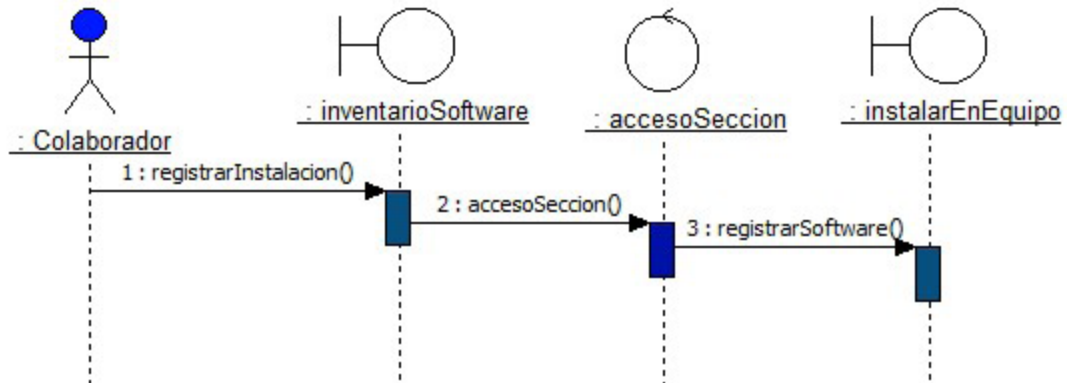 : Colaborador
: inventarioSoftware
: accesoSeccion
: instalarEnEquipo
1 : registrarInstalacion()
2 : accesoSeccion()
3 : registrarSoftware()